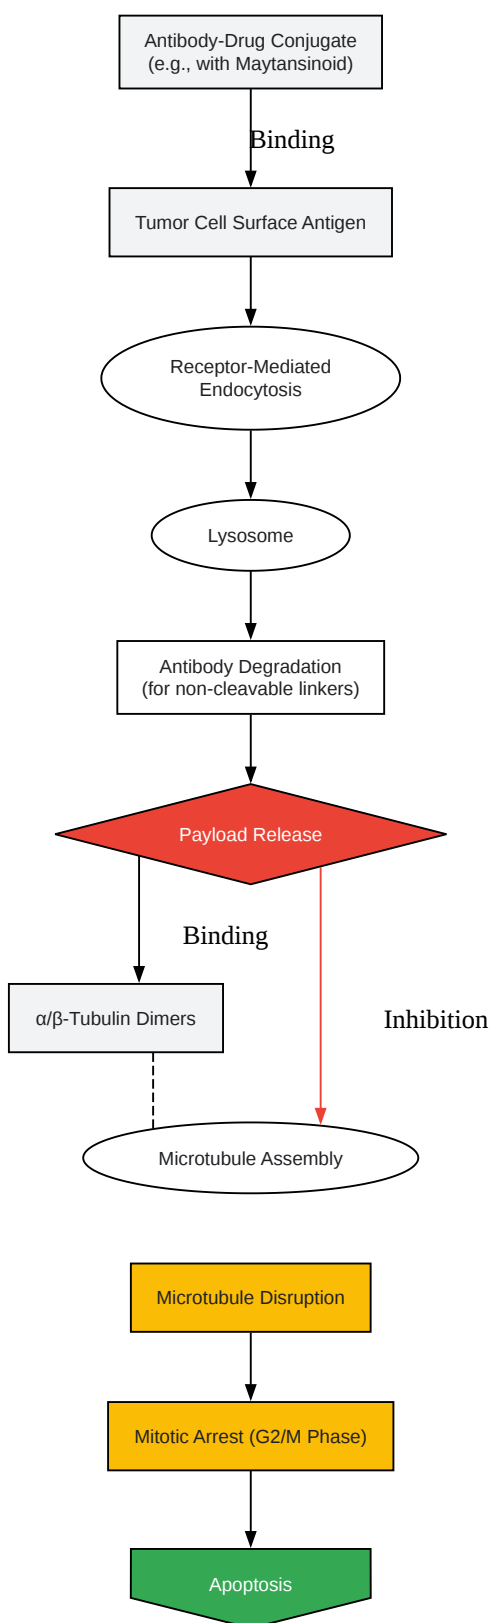 Antibody-Drug Conjugate
(e.g., with Maytansinoid)
Binding
Tumor Cell Surface Antigen
Receptor-Mediated
Endocytosis
Lysosome
Antibody Degradation
(for non-cleavable linkers)
Payload Release
Binding
α/β-Tubulin Dimers
Inhibition
Microtubule Assembly
Microtubule Disruption
Mitotic Arrest (G2/M Phase)
Apoptosis